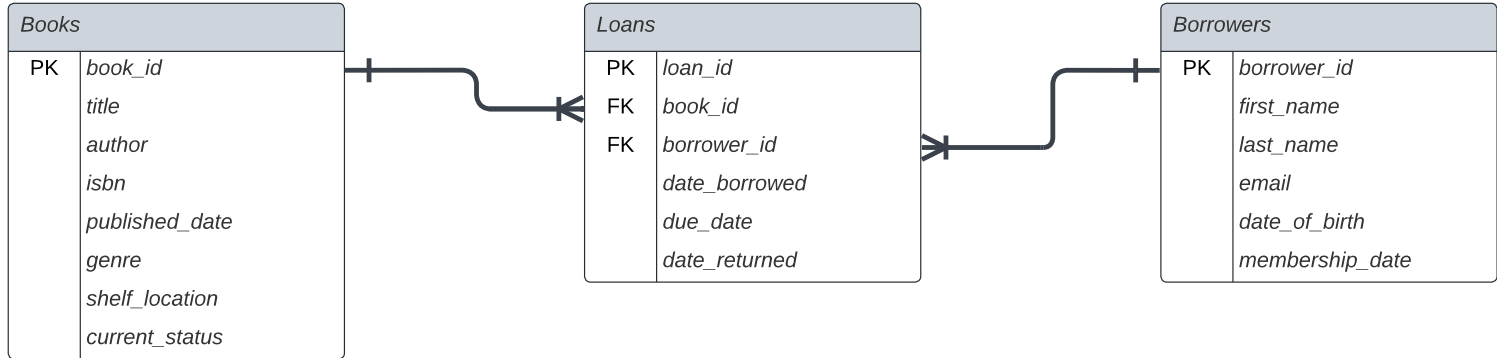 Books
PK book_id
title
author
isbn
published_date
genre
shelf_location
current_status
Loans
PK loan_id
FK book_id
FK borrower_id
date_borrowed
due_date
date_returned
Borrowers
PK borrower_id
first_name
last_name
email
date_of_birth
membership_date